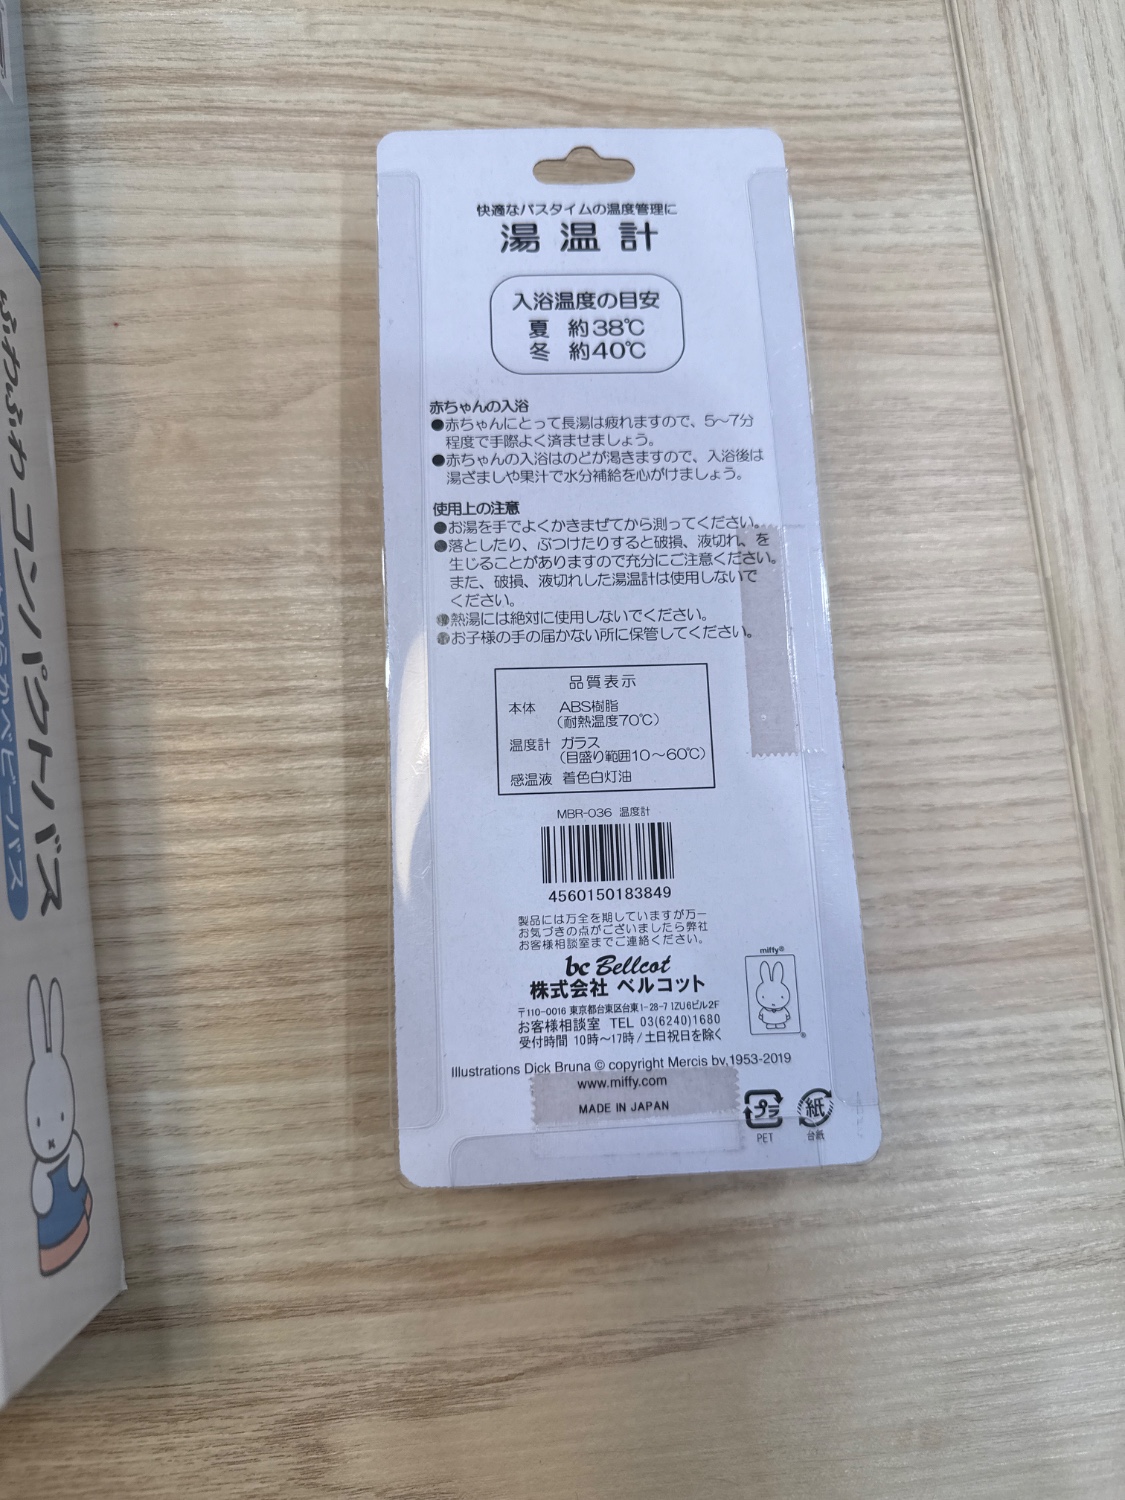 快適なバスタイムの温度管理に
湯温計
入浴温度の目安
夏 約38℃
冬 約40℃
赤ちゃんの入浴
●赤ちゃんにとって長湯は疲れますので、5〜7分
程度で手際よく済ませましょう。
●赤ちゃんの入浴はのどが渇きますので、入浴後は
湯ざましや果汁で水分補給を心がけましょう。
使用上の注意
●お湯を手でよくかきまぜてから測ってください。
●落としたり、ぶつけたりすると破損、液切れ、を
生じることがありますので充分にご注意ください。
また、破損、液切れした湯温計は使用しないで
ください。
●熱湯には絶対に使用しないでください。
●お子様の手の届かない所に保管してください。
品質表示
本体 ABS樹脂
(耐熱温度70℃)
温度計 ガラス
(目盛り範囲10〜60℃)
感温液 着色白灯油
MBR-036 温度計
4560150183849
製品には万全を期していますが万一
お気づきの点がございましたら弊社
お客様相談室までご連絡ください。
bc Bellcot
株式会社 ベルコット
〒110-0016 東京都台東区台東1-28-7 IZU6ビル2F
お客様相談室 TEL 03(6240)1680
受付時間 10時〜17時/土日祝日を除く
miffy®
Illustrations Dick Bruna © copyright Mercis bv,1953-2019
www.miffy.com
MADE IN JAPAN
プラ
PET
紙
台紙
ふわふわコンパクトバス
やわらかベビーバス